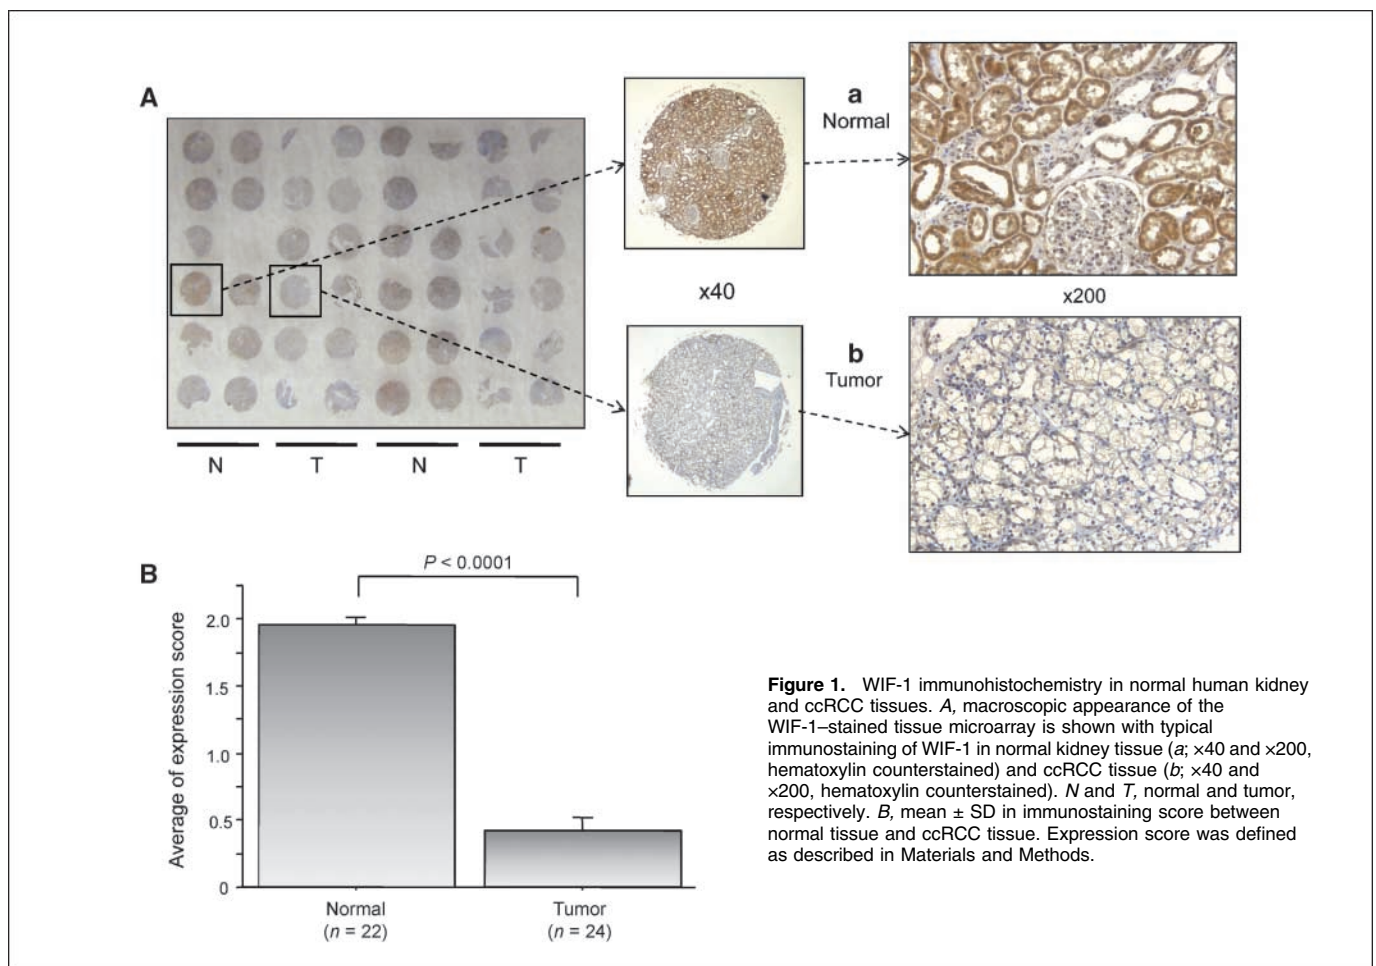 A
N
T
N
T
x40
a
Normal
x200
b
Tumor
B
P < 0.0001
Average of expression score
2.0
1.5
1.0
0.5
0
Normal
(n = 22)
Tumor
(n = 24)
Figure 1. WIF-1 immunohistochemistry in normal human kidney
and ccRCC tissues. A, macroscopic appearance of the
WIF-1–stained tissue microarray is shown with typical
immunostaining of WIF-1 in normal kidney tissue (a; ×40 and ×200,
hematoxylin counterstained) and ccRCC tissue (b; ×40 and
×200, hematoxylin counterstained). N and T, normal and tumor,
respectively. B, mean ± SD in immunostaining score between
normal tissue and ccRCC tissue. Expression score was defined
as described in Materials and Methods.